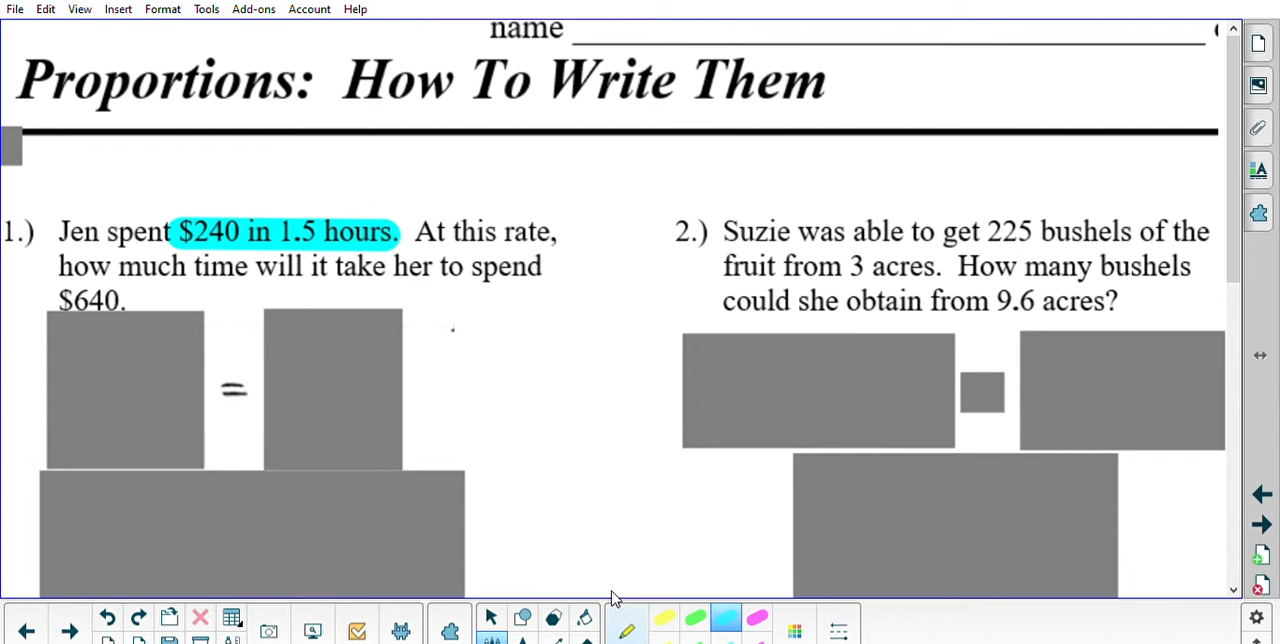 File Edit View Insert Format Tools Add-ons Account Help
name
Proportions: How To Write Them
1.) Jen spent $240 in 1.5 hours. At this rate,
how much time will it take her to spend
$640.
=
2.) Suzie was able to get 225 bushels of the
fruit from 3 acres. How many bushels
could she obtain from 9.6 acres?